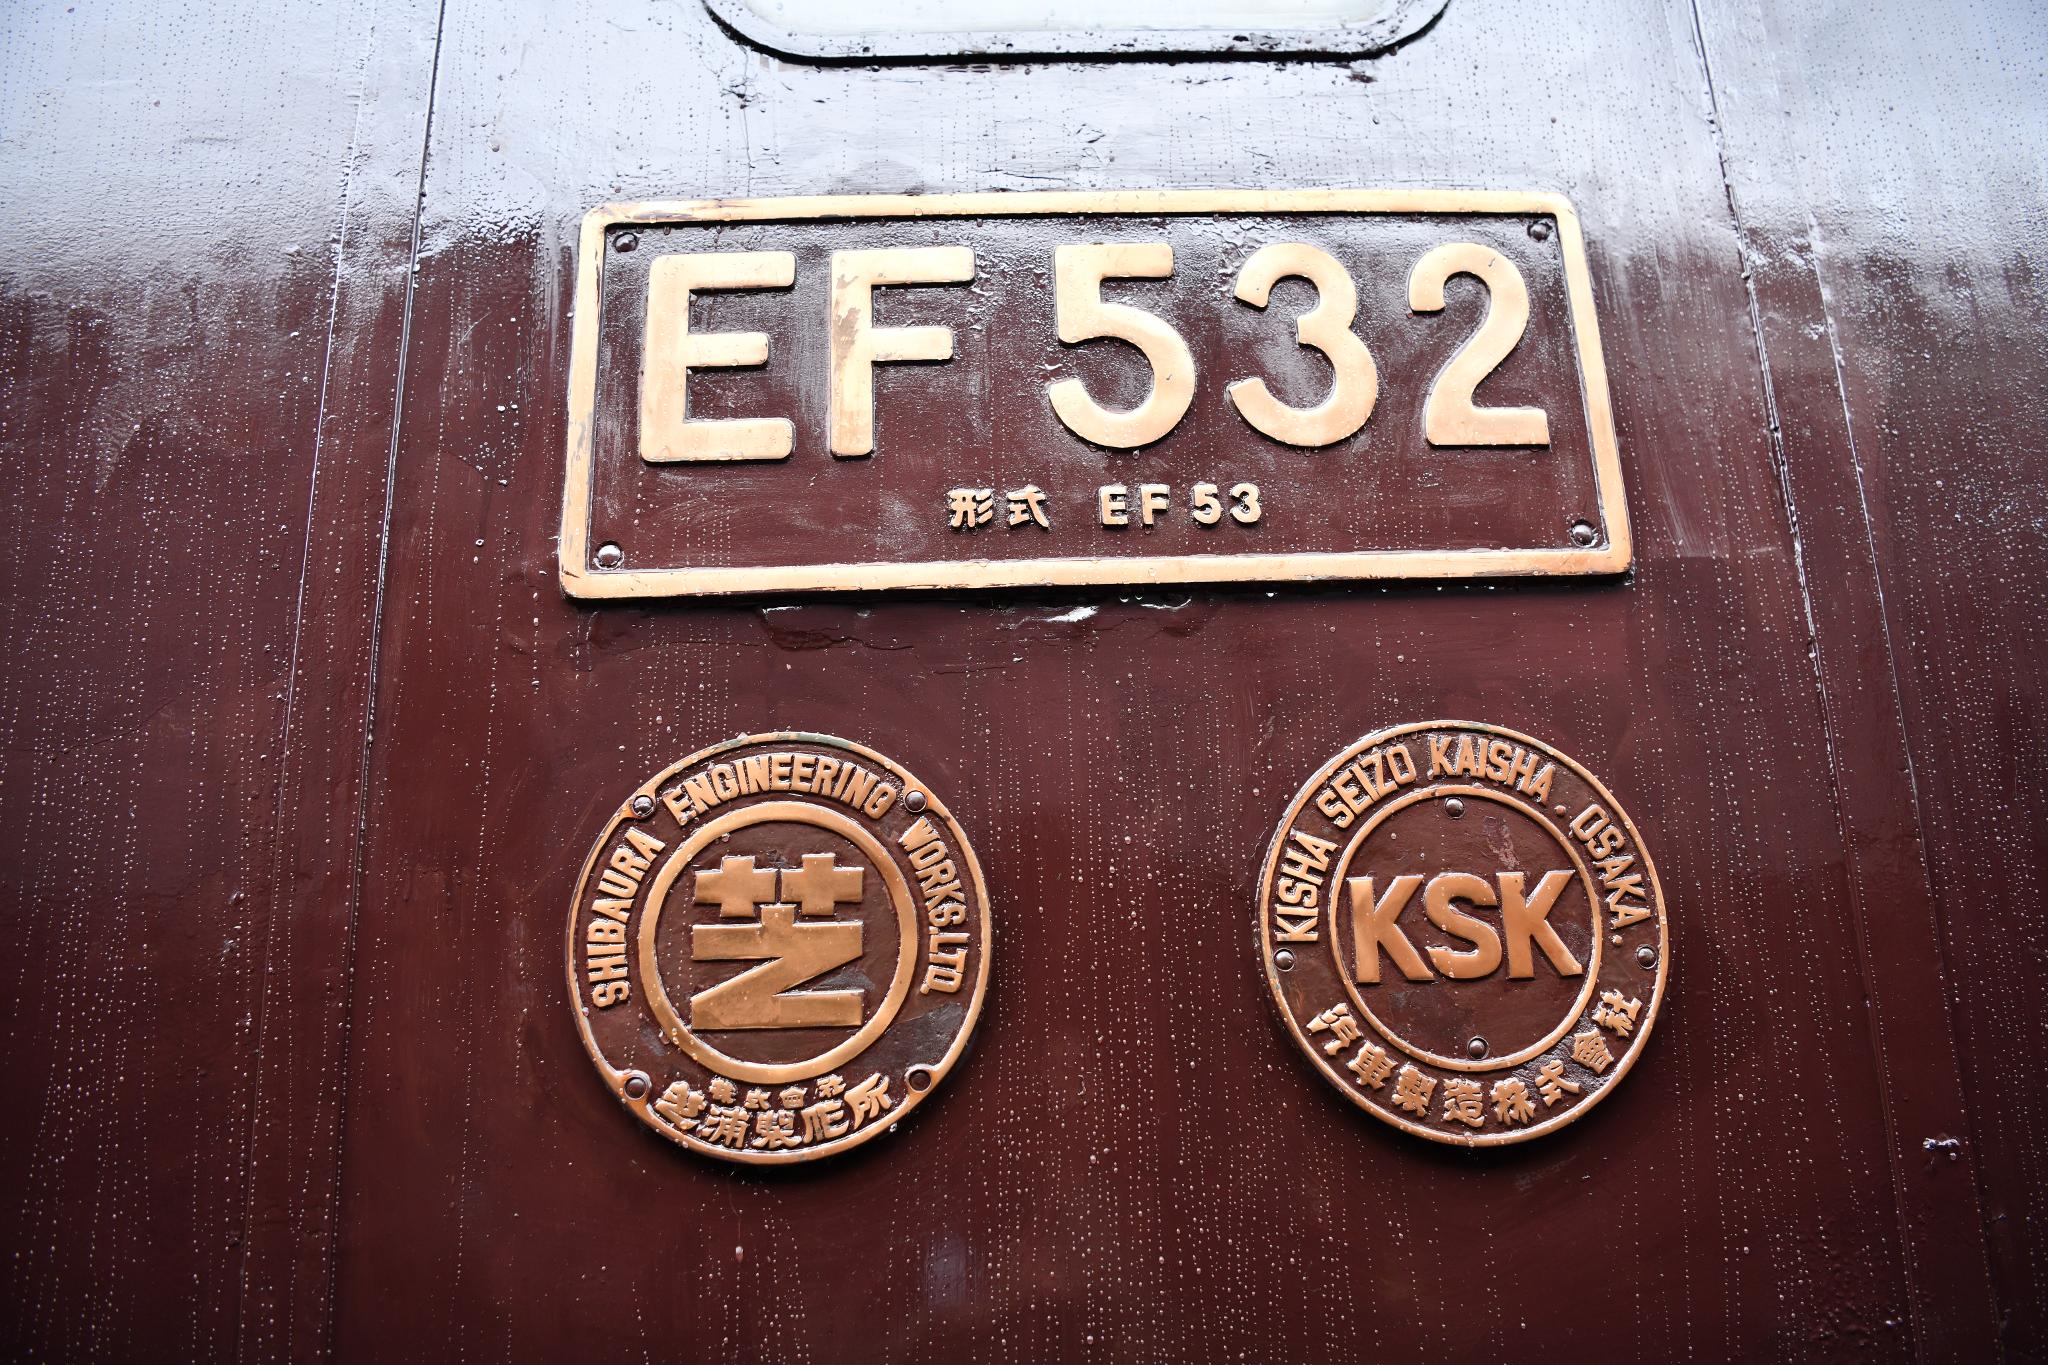 EF 532
形式 EF 53
SHIBAURA ENGINEERING WORKS.LTD.
芝
株式会社
芝浦製作所
KISHA SEIZO KAISHA. OSAKA.
KSK
汽車製造株式會社